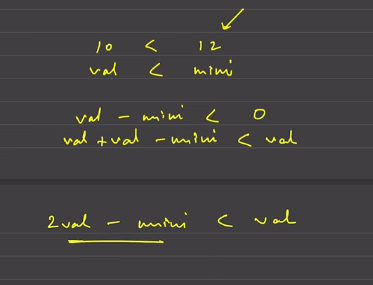 10 < 12
val < mini
val - mini < 0
val + val - mini < val
2val - mini < val